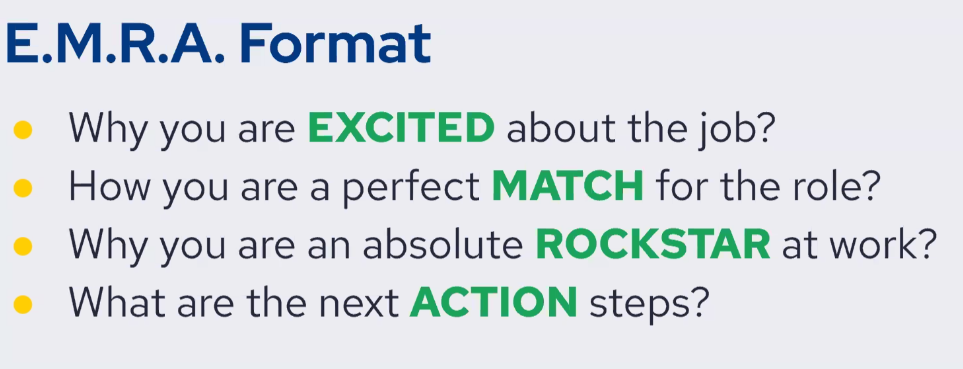 E.M.R.A. Format
● Why you are EXCITED about the job?
● How you are a perfect MATCH for the role?
● Why you are an absolute ROCKSTAR at work?
● What are the next ACTION steps?